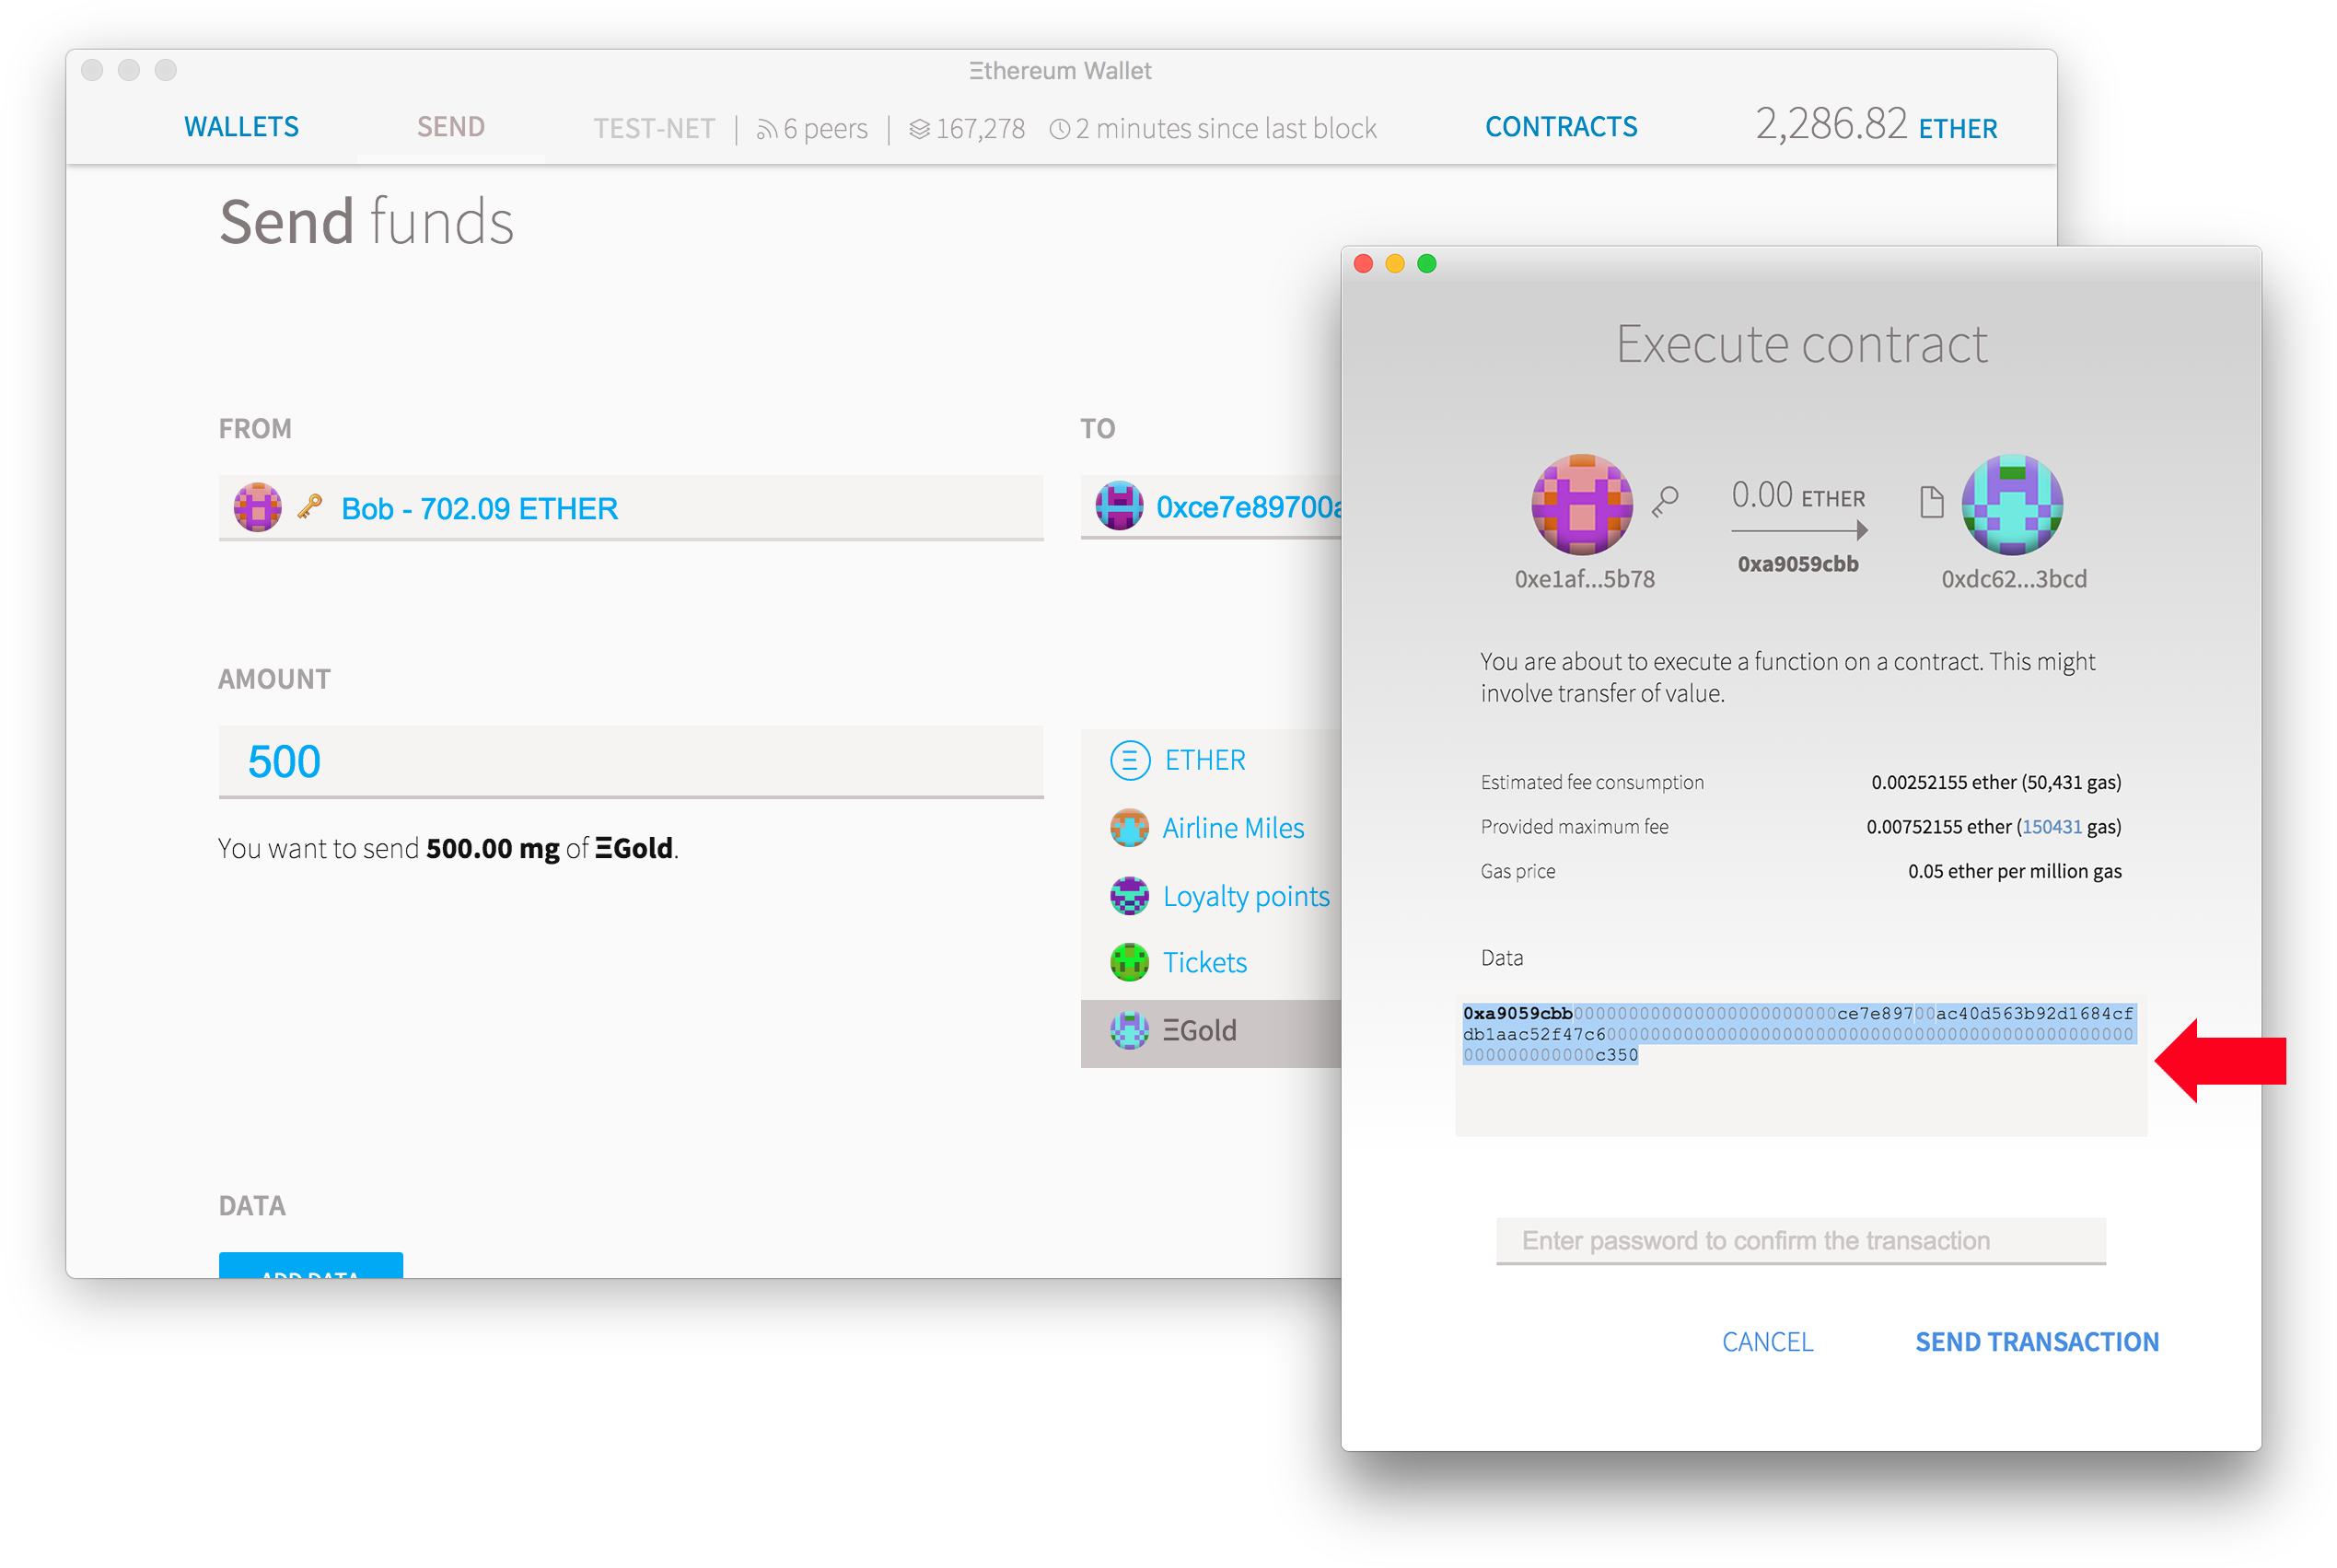 Ξthereum Wallet
WALLETS SEND TEST-NET | 6 peers | 167,278 2 minutes since last block CONTRACTS 2,286.82 ETHER
Send funds
FROM
Bob - 702.09 ETHER
TO
0xce7e89700a
AMOUNT
500
You want to send 500.00 mg of ΞGold.
Ξ ETHER
Airline Miles
Loyalty points
Tickets
ΞGold
DATA
ADD DATA
Execute contract
0.00 ETHER
0xa9059cbb
0xe1af...5b78
0xdc62...3bcd
You are about to execute a function on a contract. This might
involve transfer of value.
Estimated fee consumption 0.00252155 ether (50,431 gas)
Provided maximum fee 0.00752155 ether (150431 gas)
Gas price 0.05 ether per million gas
Data
0xa9059cbb000000000000000000000000ce7e89700ac40d563b92d1684cf
db1aac52f47c6000000000000000000000000000000000000000000000000
000000000000c350
Enter password to confirm the transaction
CANCEL SEND TRANSACTION